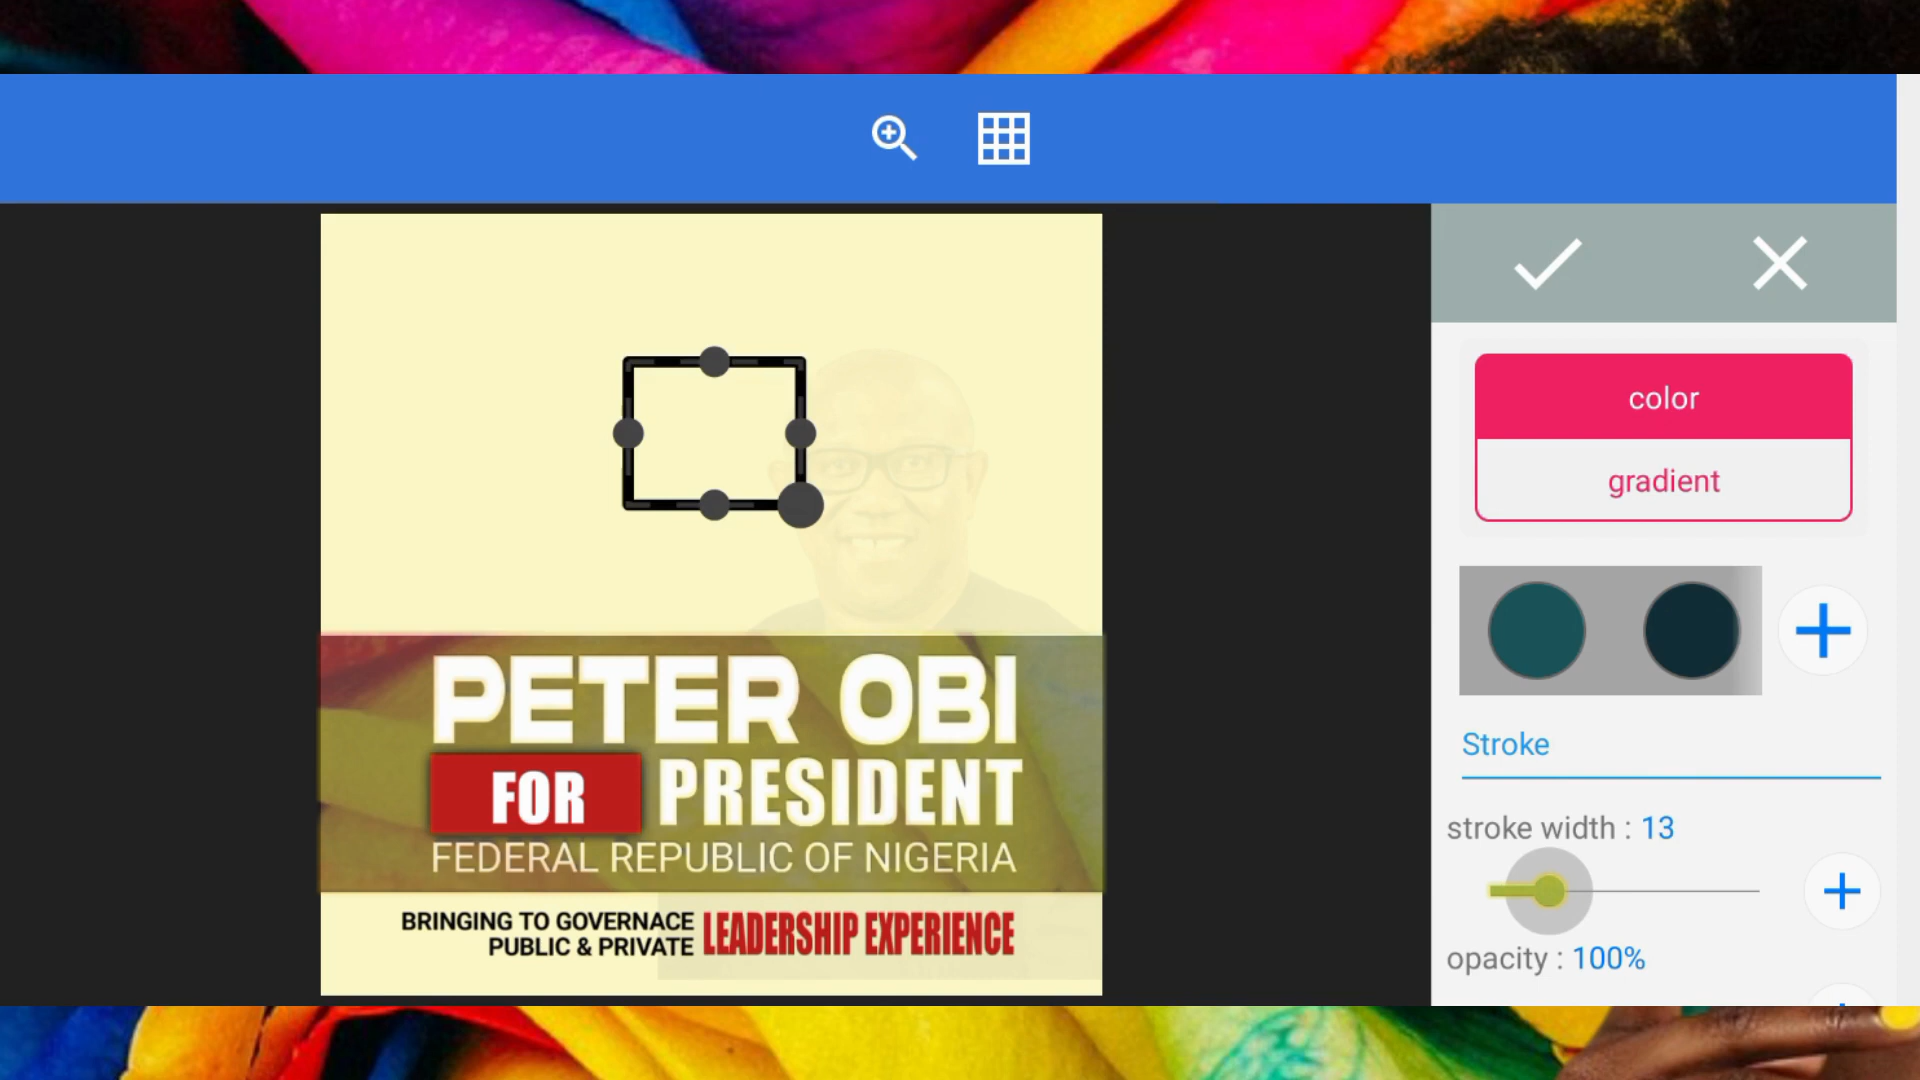 color
gradient
Stroke
stroke width : 13
opacity : 100%
PETER OBI
FOR PRESIDENT
FEDERAL REPUBLIC OF NIGERIA
BRINGING TO GOVERNACE
PUBLIC & PRIVATE
LEADERSHIP EXPERIENCE